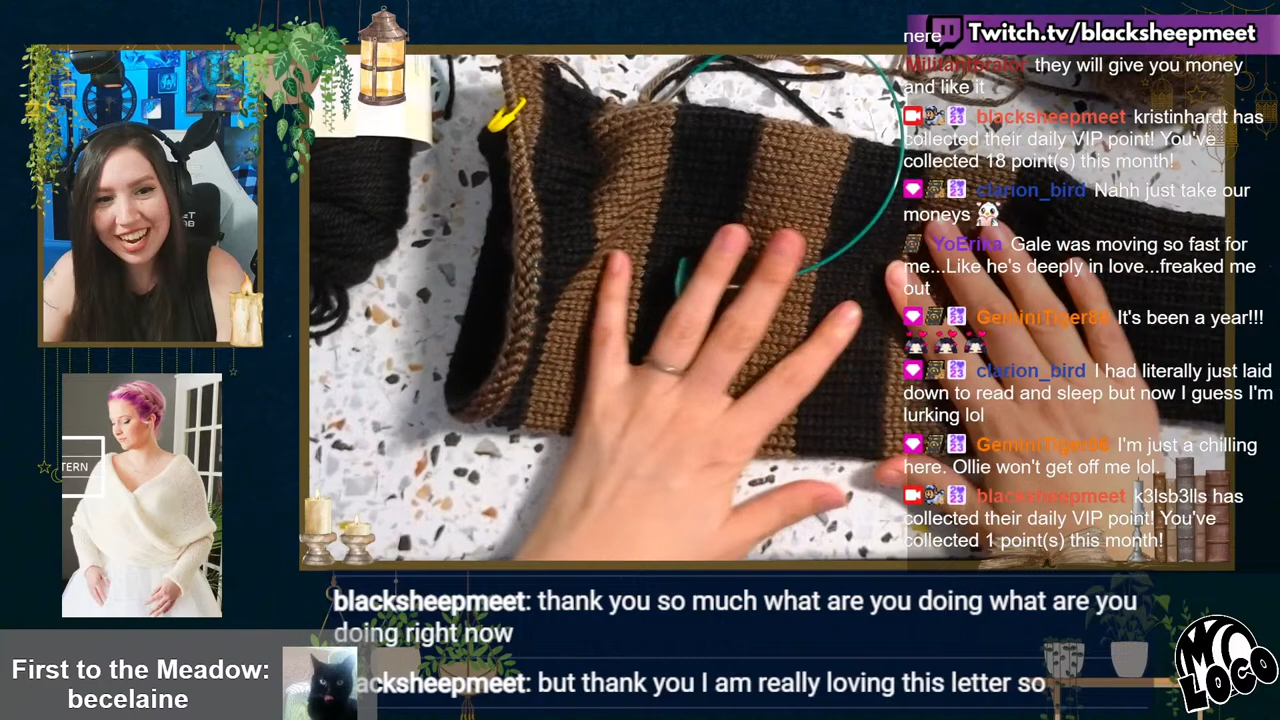 Twitch.tv/blacksheepmeet
here
they will give you money
and like it
blacksheepmeet kristinhardt has
collected their daily VIP point! You've
collected 18 point(s) this month!
clarion_bird Nahh just take our
moneys
YoErika Gale was moving so fast for
me...Like he's deeply in love...freaked me
out
It's been a year!!!
clarion_bird I had literally just laid
down to read and sleep but now I guess I'm
lurking lol
I'm just a chilling
here. Ollie won't get off me lol.
blacksheepmeet k3lsb3lls has
collected their daily VIP point! You've
collected 1 point(s) this month!
TERN
blacksheepmeet: thank you so much what are you doing what are you
doing right now
acksheepmeet: but thank you I am really loving this letter so
First to the Meadow:
becelaine
MC
LOCO